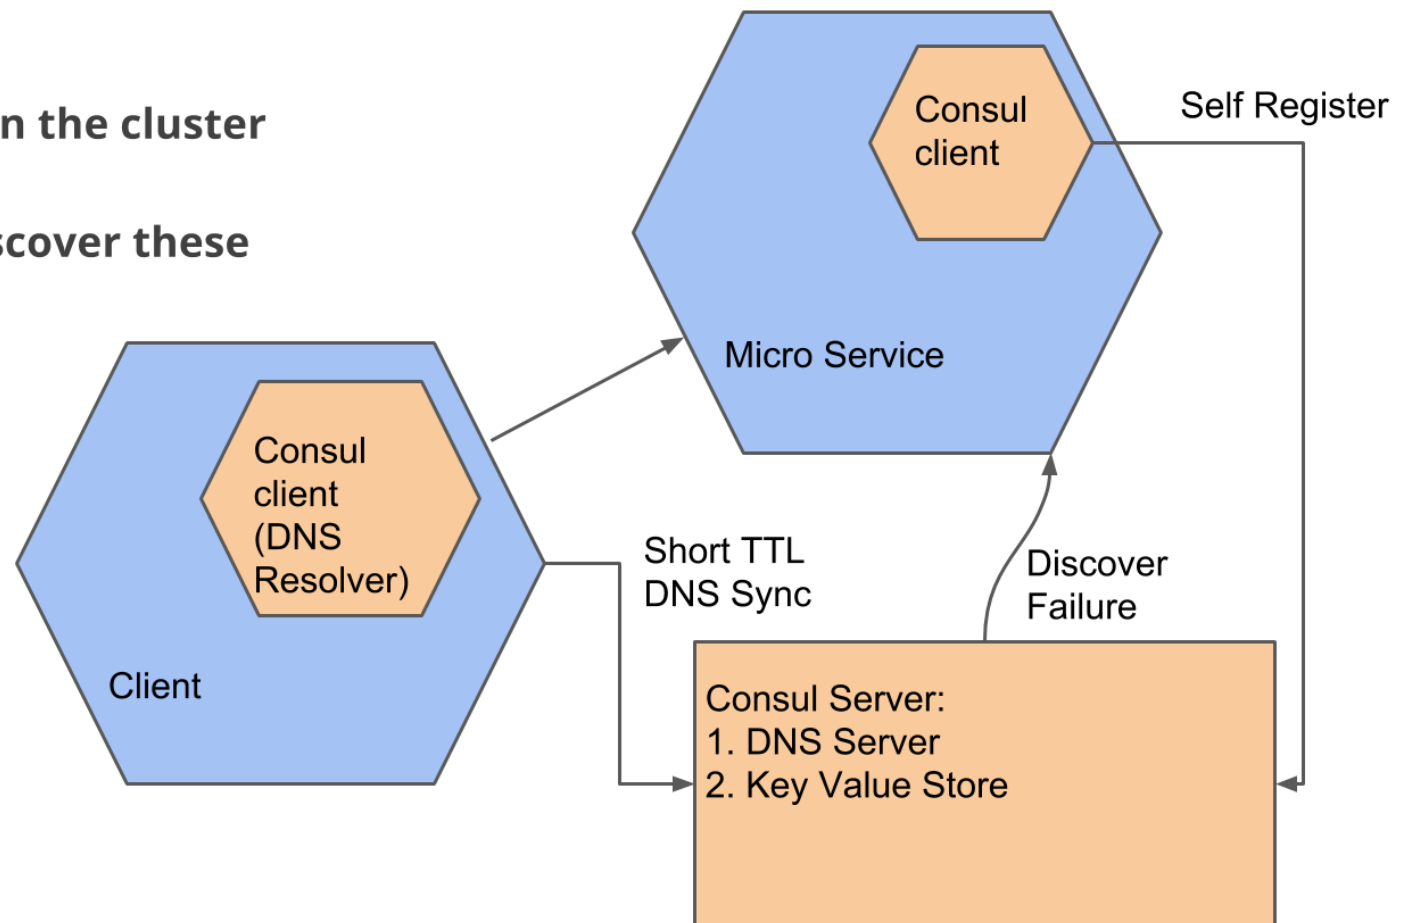 n the cluster
scover these
Consul
client
Self Register
Micro Service
Consul
client
(DNS
Resolver)
Client
Short TTL
DNS Sync
Discover
Failure
Consul Server:
1. DNS Server
2. Key Value Store